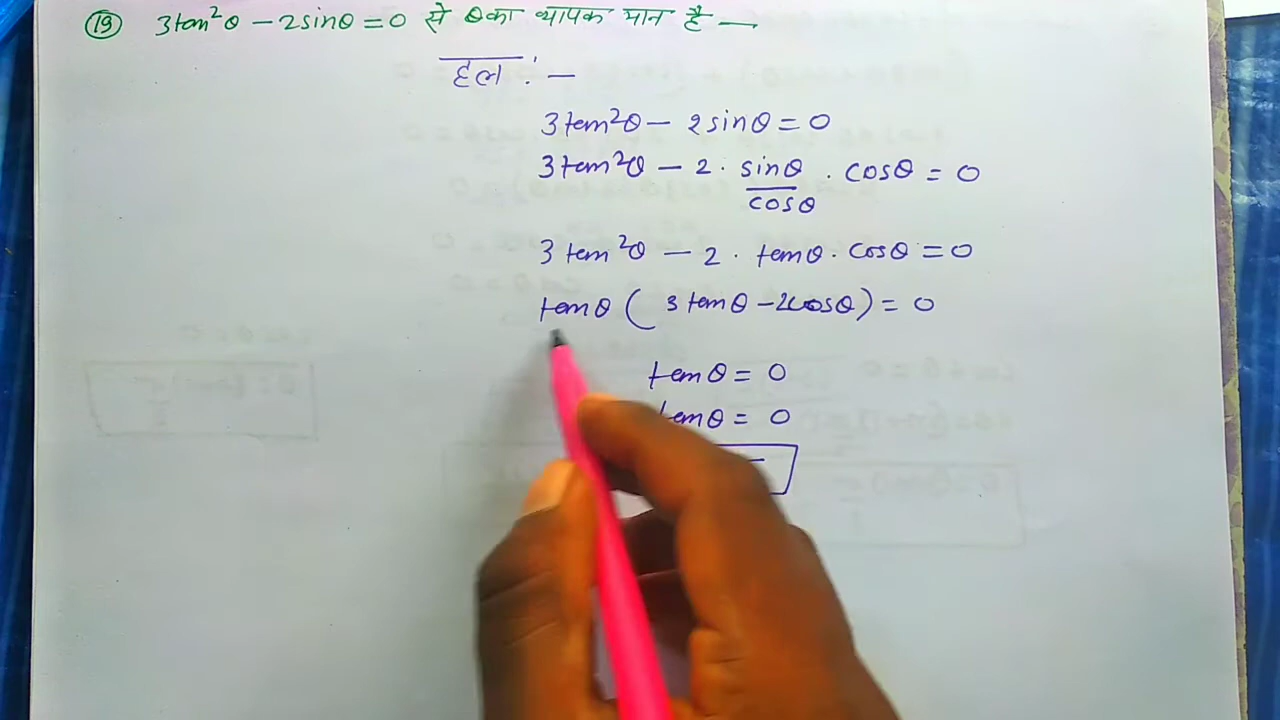 19 3tan²θ - 2sinθ = 0 से θ का व्यापक मान है —
हल :-
3tan²θ - 2sinθ = 0
3tan²θ - 2 · sinθ/cosθ · cosθ = 0
3tan²θ - 2 · tanθ · cosθ = 0
tanθ ( 3tanθ - 2cosθ ) = 0
tanθ = 0
tanθ = 0